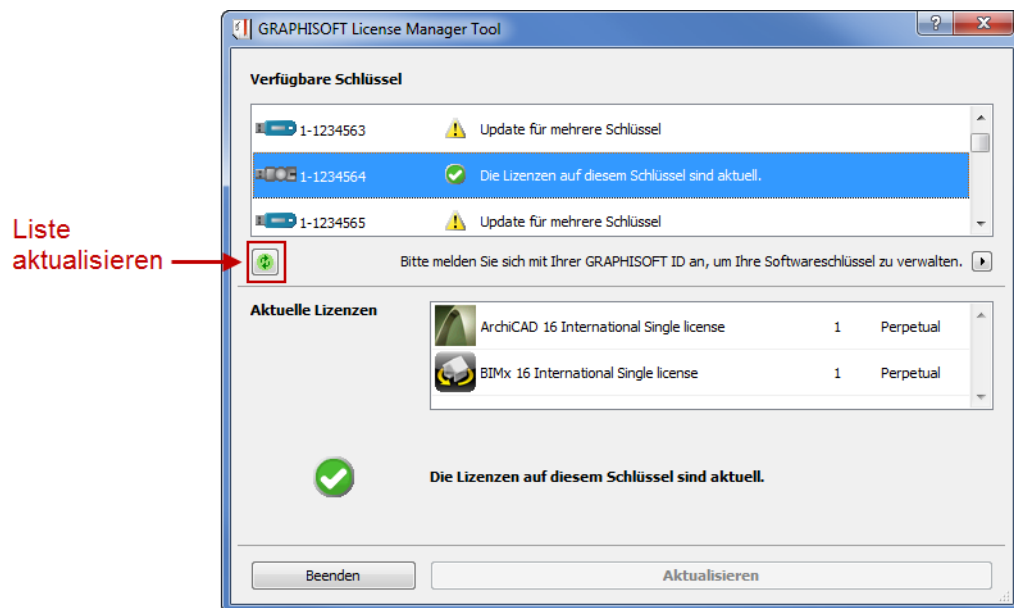 GRAPHISOFT License Manager Tool
Verfügbare Schlüssel
1-1234563 Update für mehrere Schlüssel
1-1234564 Die Lizenzen auf diesem Schlüssel sind aktuell.
1-1234565 Update für mehrere Schlüssel
Liste
aktualisieren
Bitte melden Sie sich mit Ihrer GRAPHISOFT ID an, um Ihre Softwareschlüssel zu verwalten.
Aktuelle Lizenzen
ArchiCAD 16 International Single license 1 Perpetual
BIMx 16 International Single license 1 Perpetual
Die Lizenzen auf diesem Schlüssel sind aktuell.
Beenden Aktualisieren